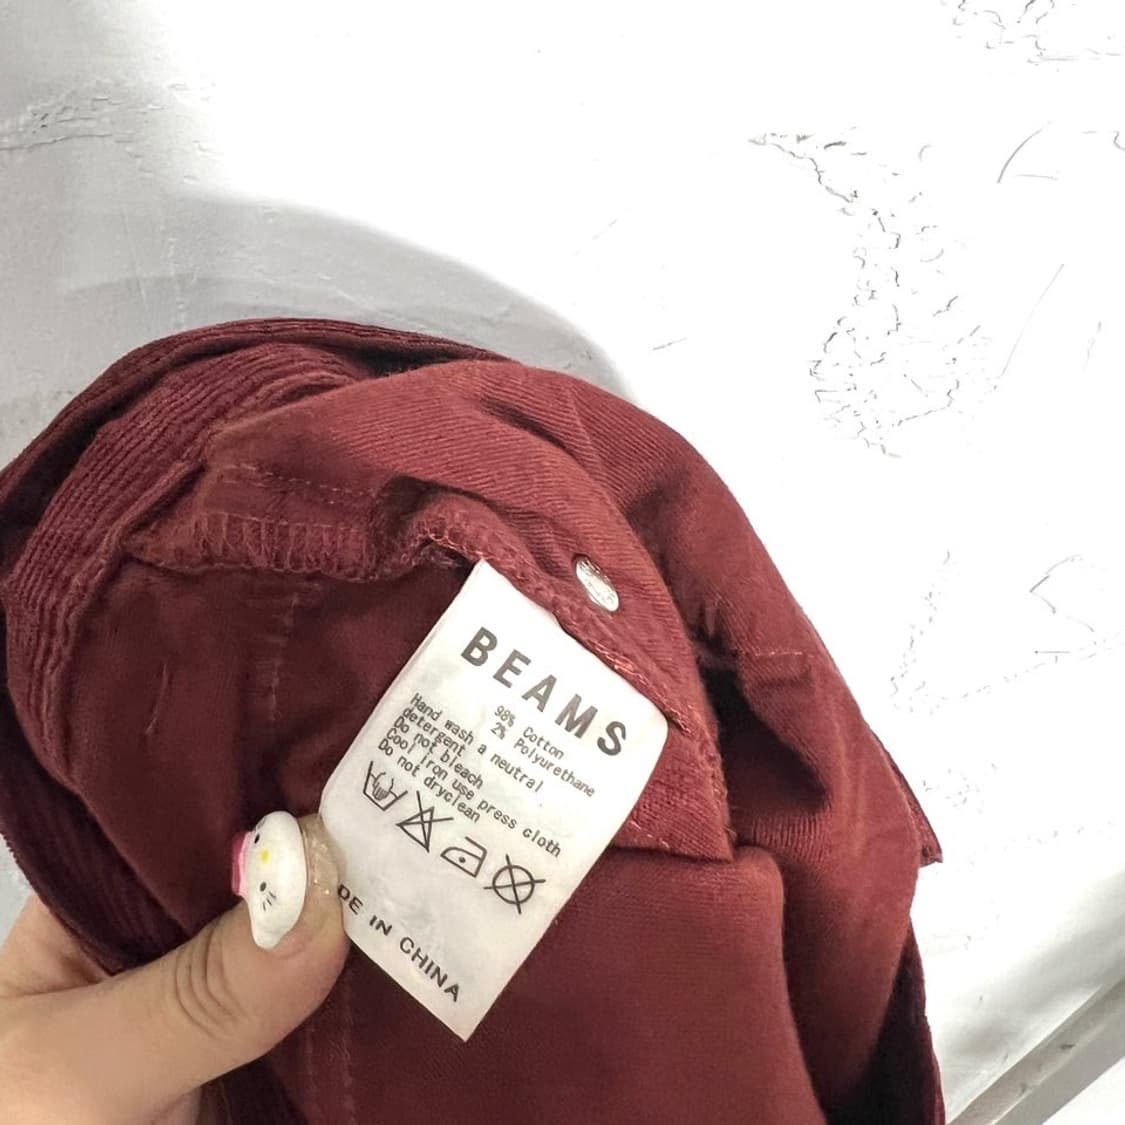 BEAMS
98% Cotton
2% Polyurethane
Hand wash a neutral
detergent
Do not bleach
Cool Iron use press cloth
Do not dryclean
DE IN CHINA